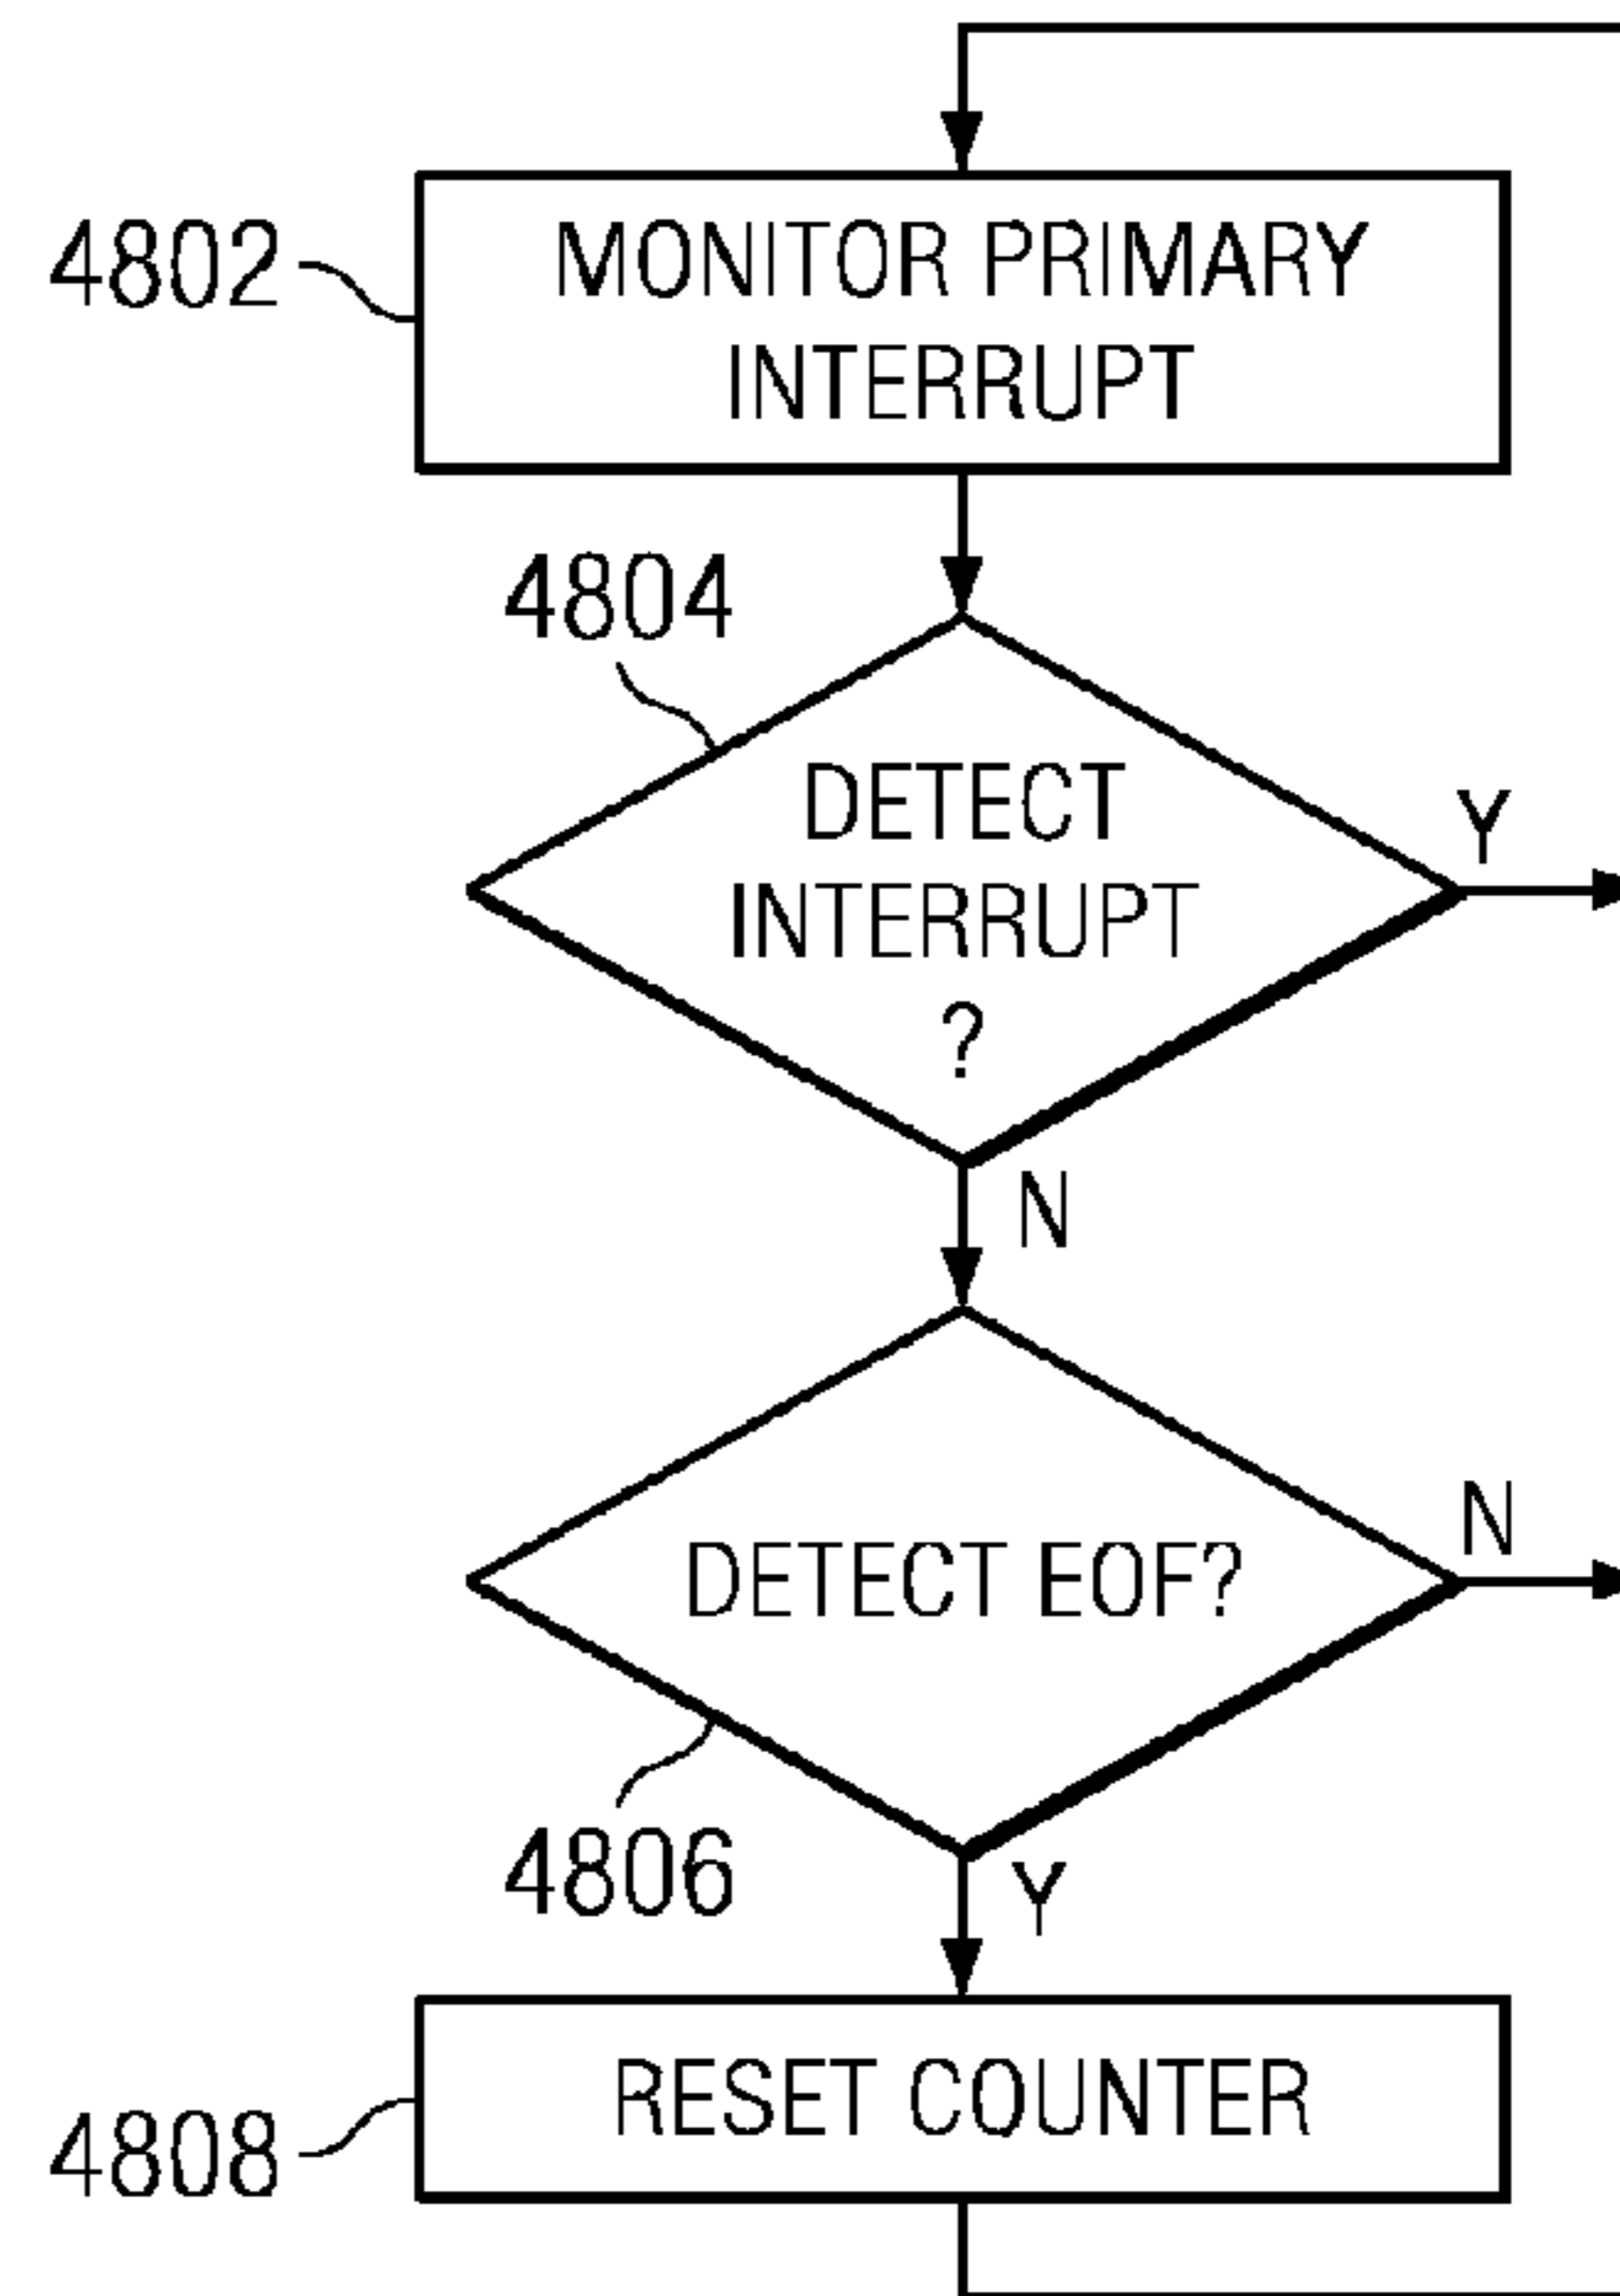 4802
MONITOR PRIMARY
INTERRUPT
4804
DETECT
INTERRUPT
?
Y
N
DETECT EOF?
N
4806
Y
RESET COUNTER
4808